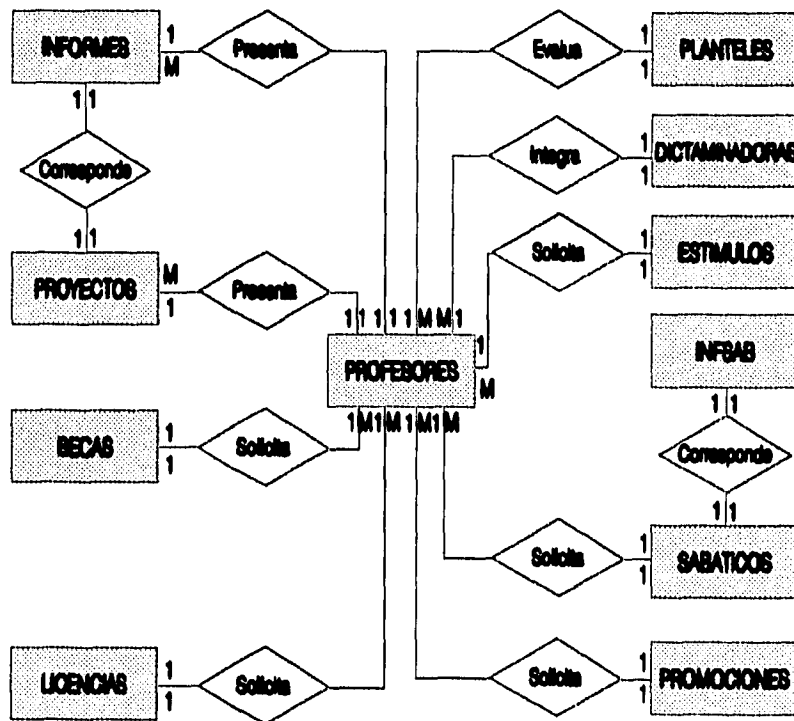 INFORMES
1
M
Presenta
Evalua
1
1
PLANTELES
1 1
Corresponde
1 1
Integra
1
1
DICTAMINADORAS
PROYECTOS
M
1
Presenta
Solicita
1
1
ESTIMULOS
1 1 1 1 1 M M 1
PROFESORES
1
M
INFSAB
1 1
Corresponde
1 1
1 M 1 M 1 M 1 M
BECAS
1
1
Solicita
Solicita
1
1
SABATICOS
LICENCIAS
1
1
Solicita
Solicita
1
1
PROMOCIONES